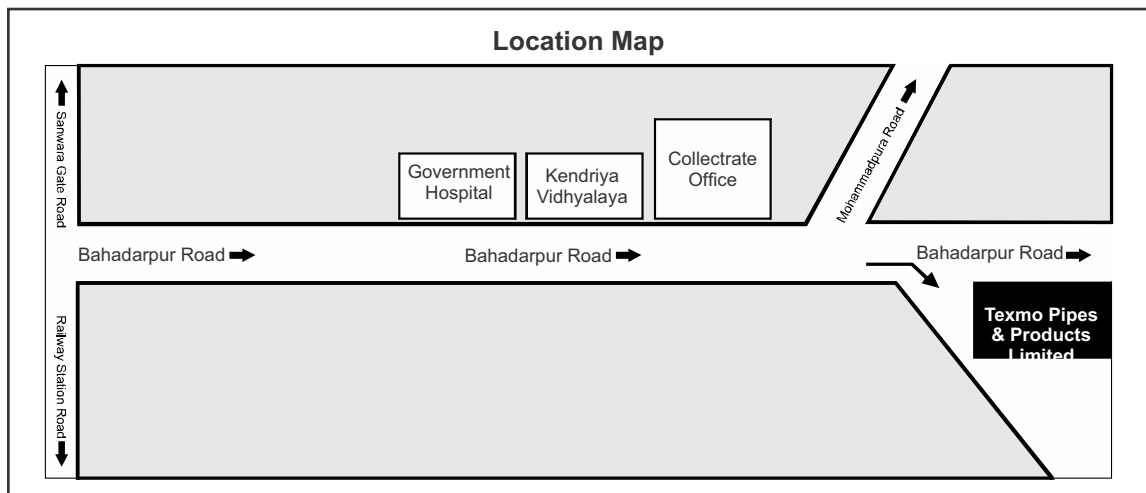 Location Map
Sanwara Gate Road
Government
Hospital
Kendriya
Vidhyalaya
Collectrate
Office
Mohammadpura Road
Bahadarpur Road
Bahadarpur Road
Bahadarpur Road
Railway Station Road
Texmo Pipes
& Products
Limited